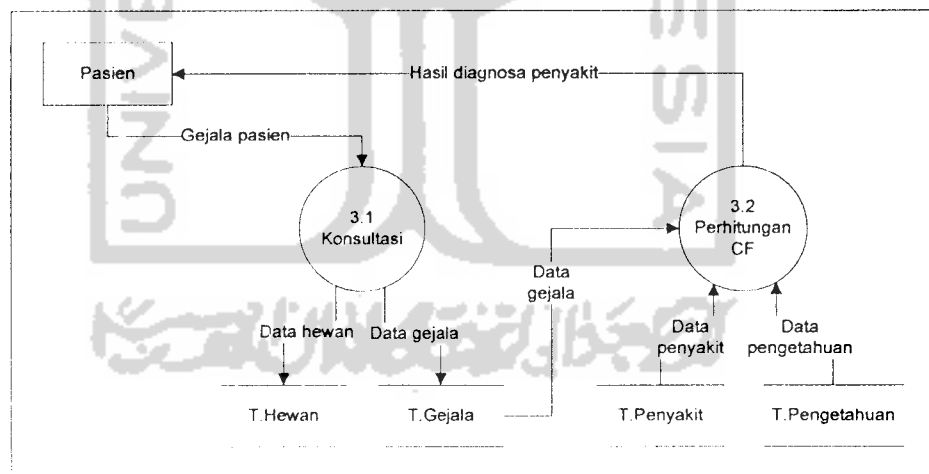 Pasien
Hasil diagnosa penyakit
Gejala pasien
3.1
Konsultasi
3.2
Perhitungan
CF
Data
gejala
Data hewan
Data gejala
Data
penyakit
Data
pengetahuan
T.Hewan
T.Gejala
T.Penyakit
T.Pengetahuan